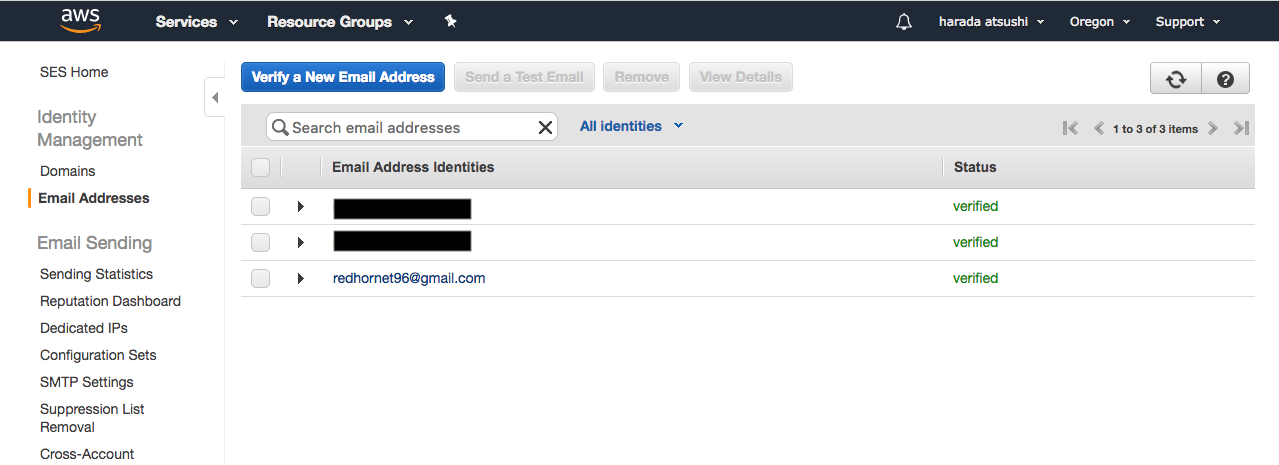 aws Services Resource Groups harada atsushi Oregon Support
SES Home
Identity
Management
Domains
Email Addresses
Email Sending
Sending Statistics
Reputation Dashboard
Dedicated IPs
Configuration Sets
SMTP Settings
Suppression List
Removal
Cross-Account
Verify a New Email Address Send a Test Email Remove View Details ?
Search email addresses All identities 1 to 3 of 3 items
Email Address Identities Status
verified
verified
redhornet96@gmail.com verified